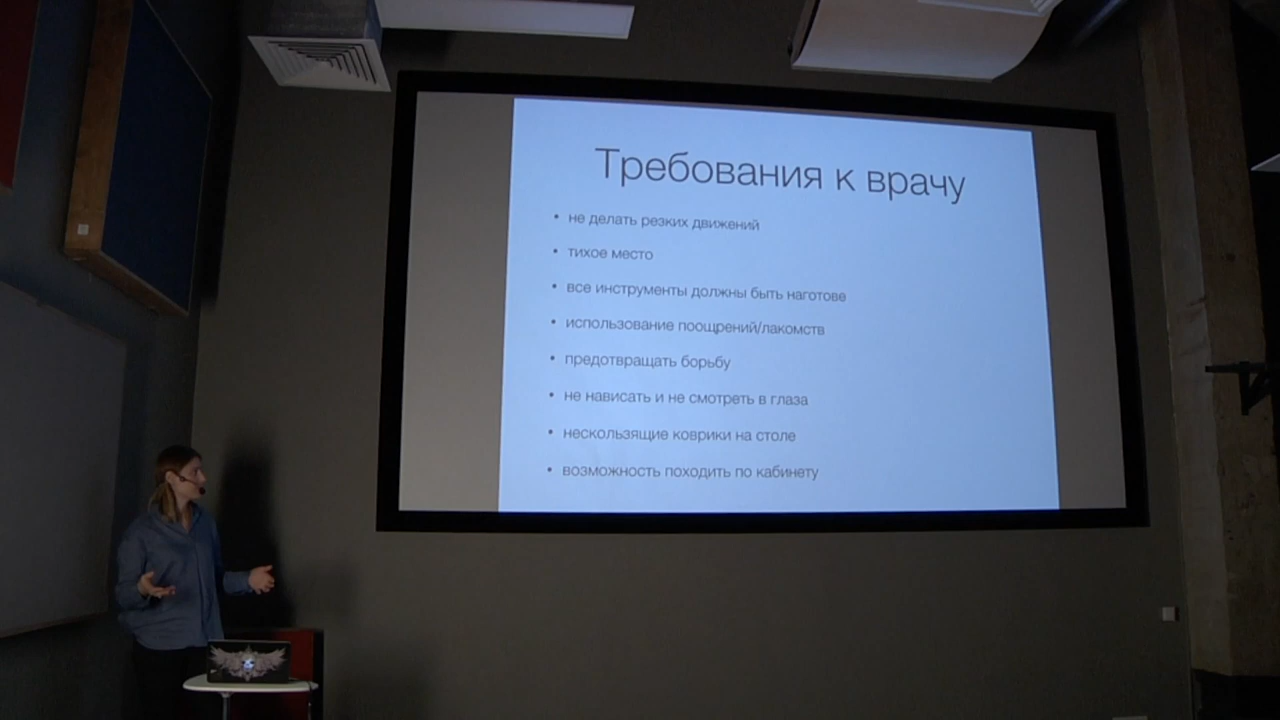 Требования к врачу
• не делать резких движений
• тихое место
• все инструменты должны быть наготове
• использование поощрений/лакомств
• предотвращать борьбу
• не нависать и не смотреть в глаза
• нескользящие коврики на столе
• возможность походить по кабинету